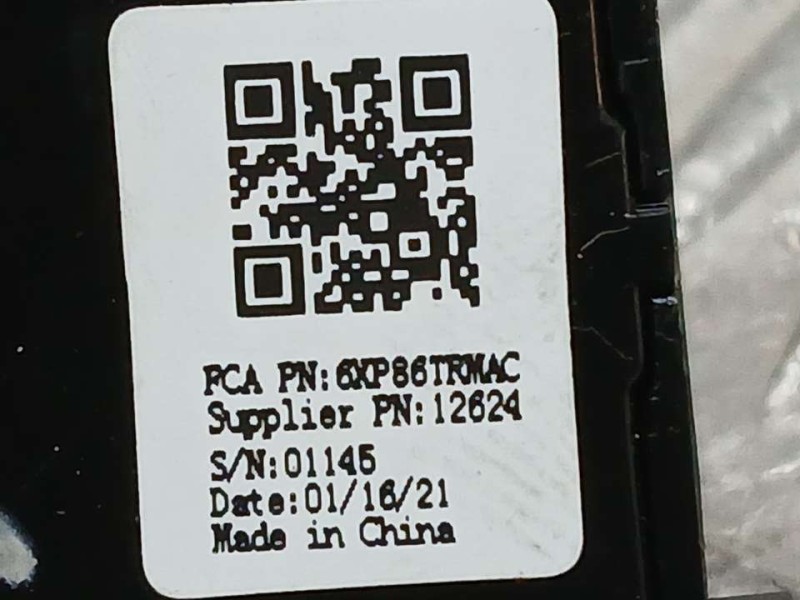 FCA PN:6XP86TRMAC
Supplier PN:12624
S/N:01145
Date:01/16/21
Made in China